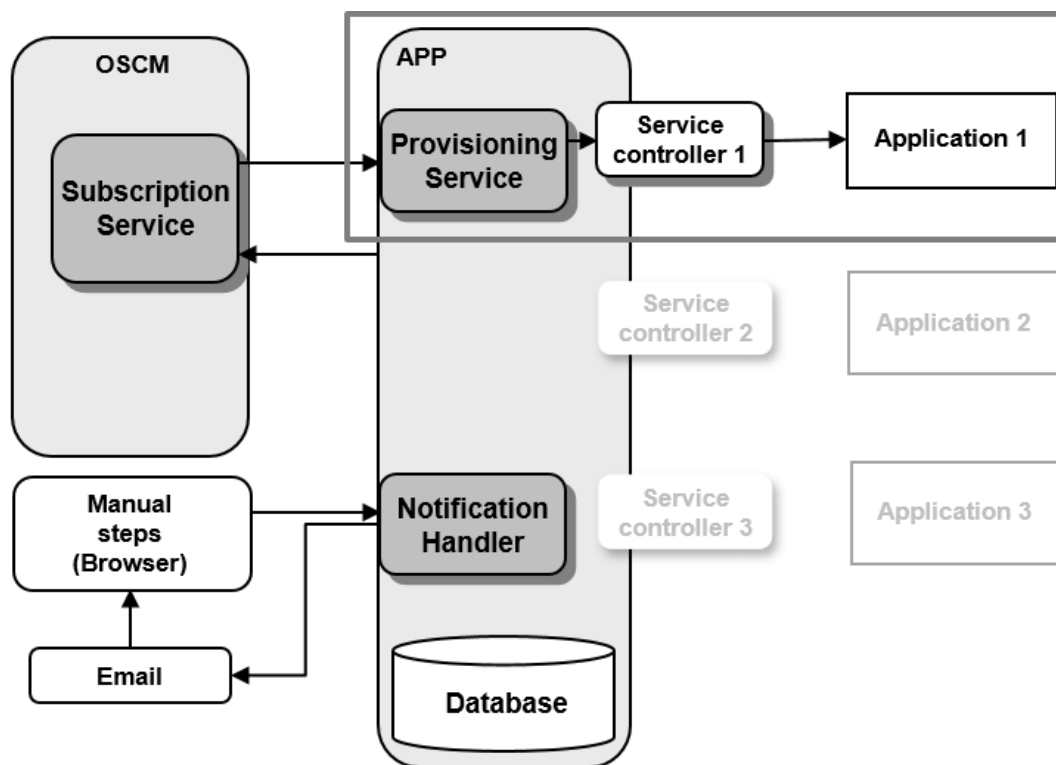 OSCM
APP
Subscription
Service
Provisioning
Service
Service
controller 1
Application 1
Service
controller 2
Application 2
Manual
steps
(Browser)
Notification
Handler
Service
controller 3
Application 3
Email
Database